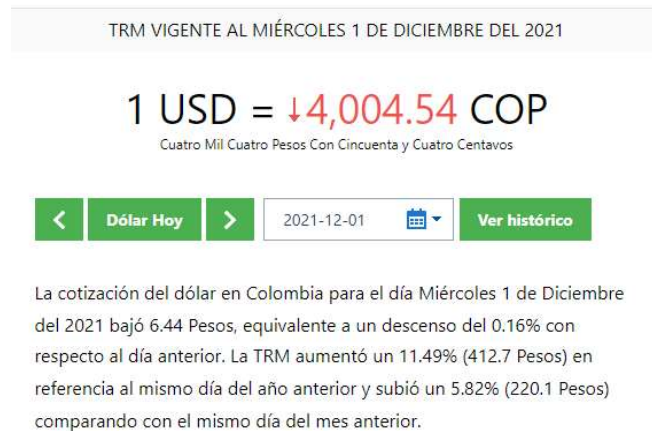 TRM VIGENTE AL MIÉRCOLES 1 DE DICIEMBRE DEL 2021
1 USD = ↓4,004.54 COP
Cuatro Mil Cuatro Pesos Con Cincuenta y Cuatro Centavos
Dólar Hoy 2021-12-01 Ver histórico
La cotización del dólar en Colombia para el día Miércoles 1 de Diciembre
del 2021 bajó 6.44 Pesos, equivalente a un descenso del 0.16% con
respecto al día anterior. La TRM aumentó un 11.49% (412.7 Pesos) en
referencia al mismo día del año anterior y subió un 5.82% (220.1 Pesos)
comparando con el mismo día del mes anterior.